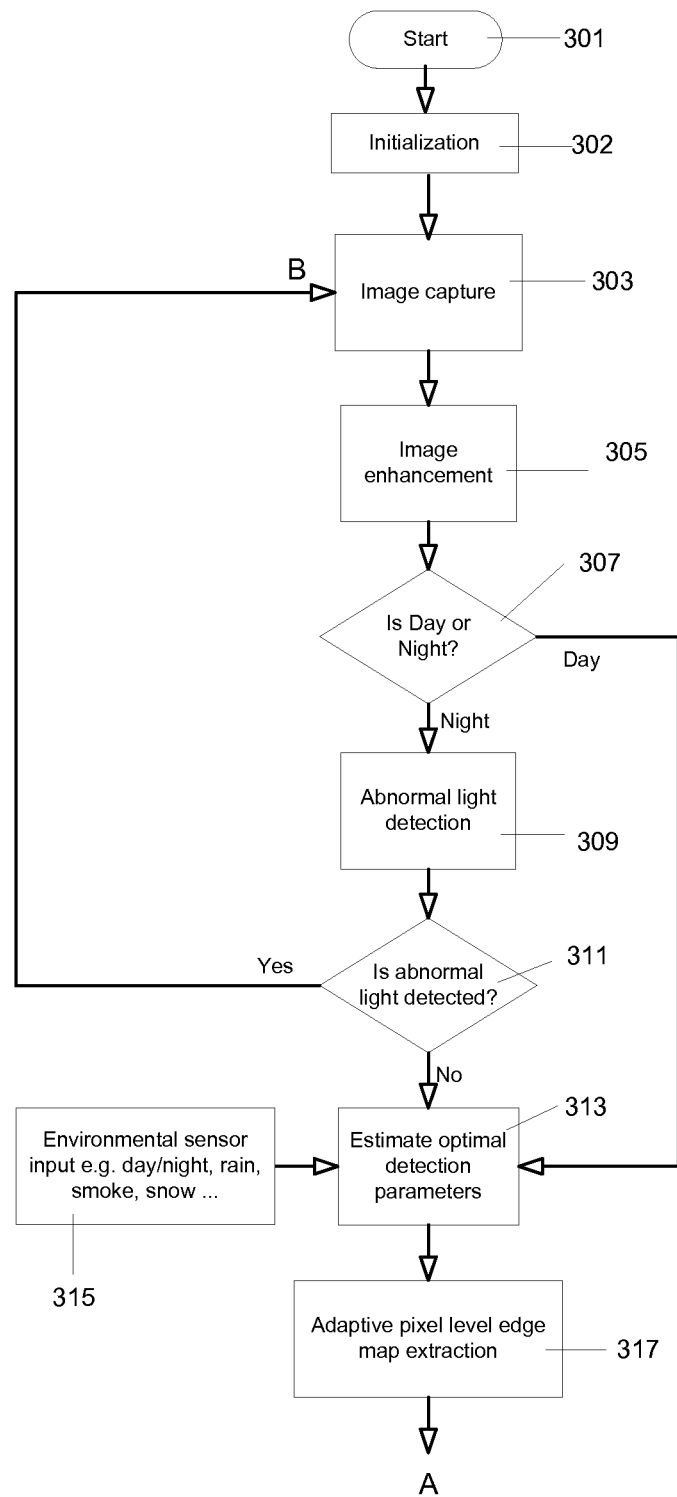 Start
301
Initialization
302
B
Image capture
303
Image
enhancement
305
307
Is Day or
Night?
Day
Night
Abnormal light
detection
309
Yes
Is abnormal
light detected?
311
No
313
Environmental sensor
input e.g. day/night, rain,
smoke, snow ...
Estimate optimal
detection
parameters
315
Adaptive pixel level edge
map extraction
317
A